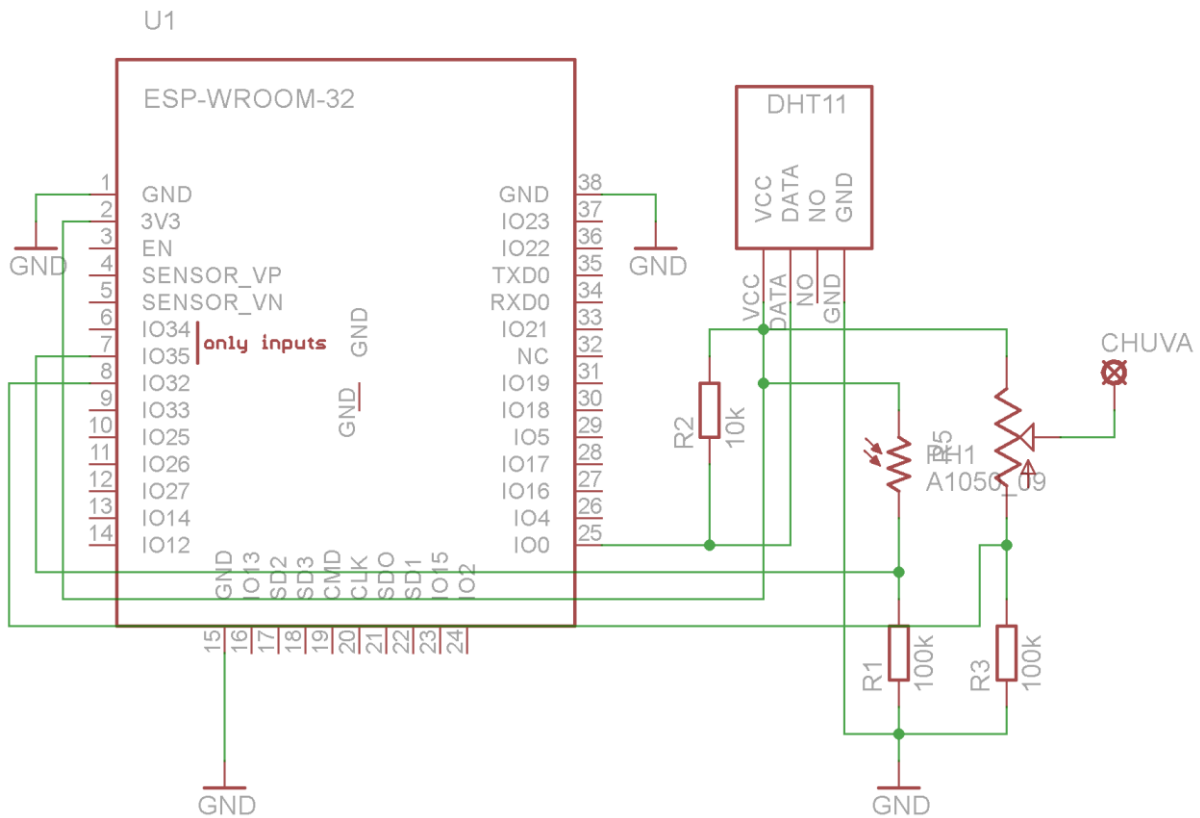 U1
ESP-WROOM-32
1 GND
2 3V3
3 EN
4 SENSOR_VP
5 SENSOR_VN
6 IO34
7 IO35
only inputs
8 IO32
9 IO33
10 IO25
11 IO26
12 IO27
13 IO14
14 IO12
GND
GND
GND 38
IO23 37
IO22 36
TXD0 35
RXD0 34
IO21 33
NC 32
IO19 31
IO18 30
IO5 29
IO17 28
IO16 27
IO4 26
IO0 25
GND 15
IO13 16
SD2 17
SD3 18
CMD 19
CLK 20
SDO 21
SD1 22
IO15 23
IO2 24
GND
GND
GND
DHT11
VCC
DATA
NO
GND
VCC
DATA
NO
GND
R2
10k
PH1
A1050_09
CHUVA
R1
100k
R3
100k
GND